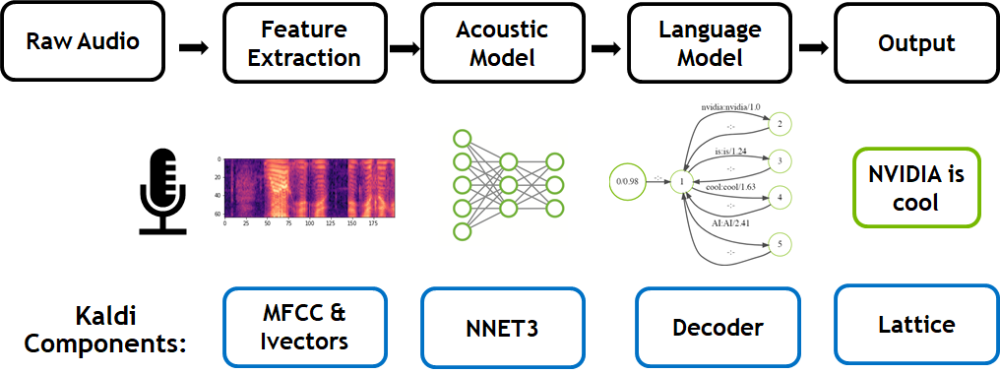 Raw Audio
Feature
Extraction
Acoustic
Model
Language
Model
Output
0
20
40
60
0
25
50
75
100
125
150
175
0/0.98
-:-
1
nvidia:nvidia/1.0
-:-
2
is:is/1.24
-:-
3
cool:cool/1.63
-:-
4
AI:AI/2.41
-:-
5
NVIDIA is
cool
Kaldi
Components:
MFCC &
Ivectors
NNET3
Decoder
Lattice